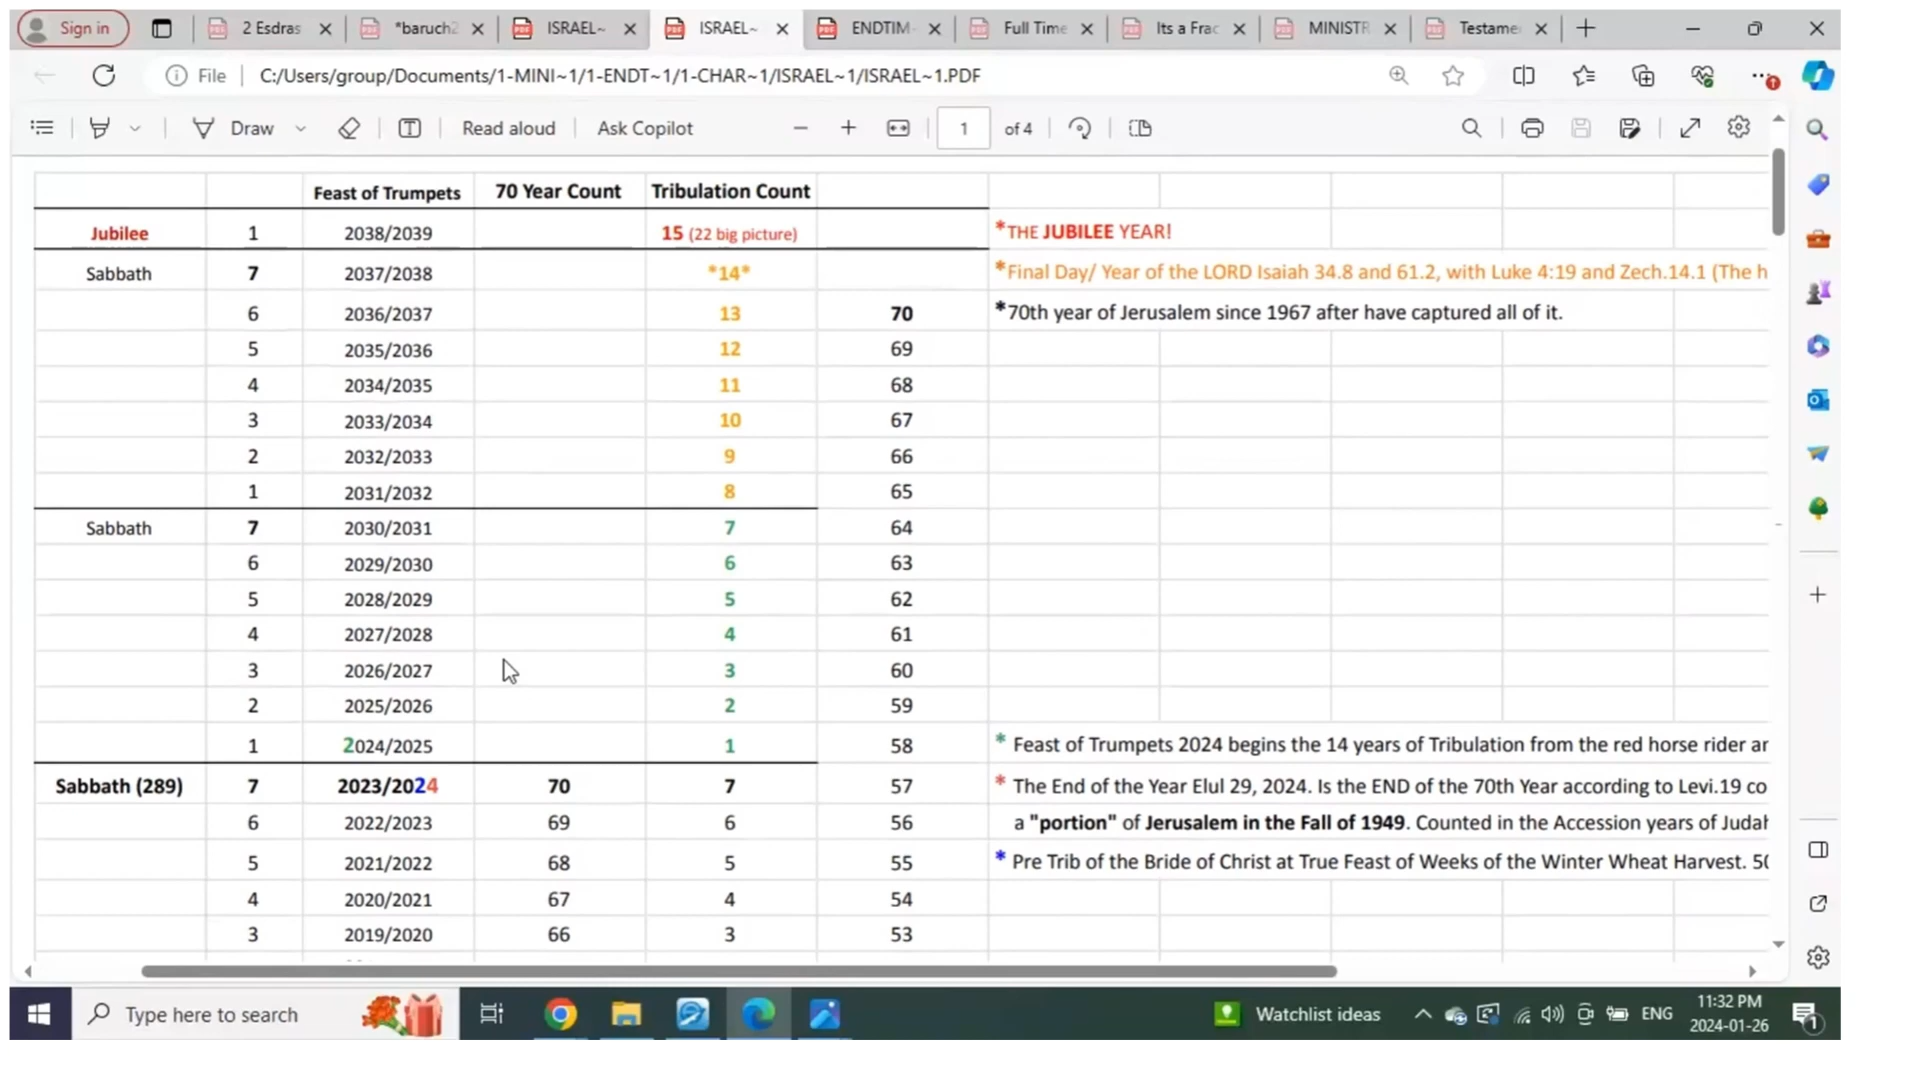 Sign in 2 Esdras *baruch2 ISRAEL~ ISRAEL~ ENDTIM Full Time Its a Frac MINISTR Testame
File C:/Users/group/Documents/1-MINI~1/1-ENDT~1/1-CHAR~1/ISRAEL~1/ISRAEL~1.PDF
Draw Read aloud Ask Copilot 1 of 4
Feast of Trumpets 70 Year Count Tribulation Count
Jubilee 1 2038/2039 15 (22 big picture) *THE JUBILEE YEAR!
Sabbath 7 2037/2038 *14* *Final Day/ Year of the LORD Isaiah 34.8 and 61.2, with Luke 4:19 and Zech.14.1 (The h
6 2036/2037 13 70 *70th year of Jerusalem since 1967 after have captured all of it.
5 2035/2036 12 69
4 2034/2035 11 68
3 2033/2034 10 67
2 2032/2033 9 66
1 2031/2032 8 65
Sabbath 7 2030/2031 7 64
6 2029/2030 6 63
5 2028/2029 5 62
4 2027/2028 4 61
3 2026/2027 3 60
2 2025/2026 2 59
1 2024/2025 1 58 * Feast of Trumpets 2024 begins the 14 years of Tribulation from the red horse rider ar
Sabbath (289) 7 2023/2024 70 7 57 * The End of the Year Elul 29, 2024. Is the END of the 70th Year according to Levi.19 co
6 2022/2023 69 6 56 a "portion" of Jerusalem in the Fall of 1949. Counted in the Accession years of Judah
5 2021/2022 68 5 55 * Pre Trib of the Bride of Christ at True Feast of Weeks of the Winter Wheat Harvest. 50
4 2020/2021 67 4 54
3 2019/2020 66 3 53
Type here to search Watchlist ideas ENG 11:32 PM
2024-01-26 1